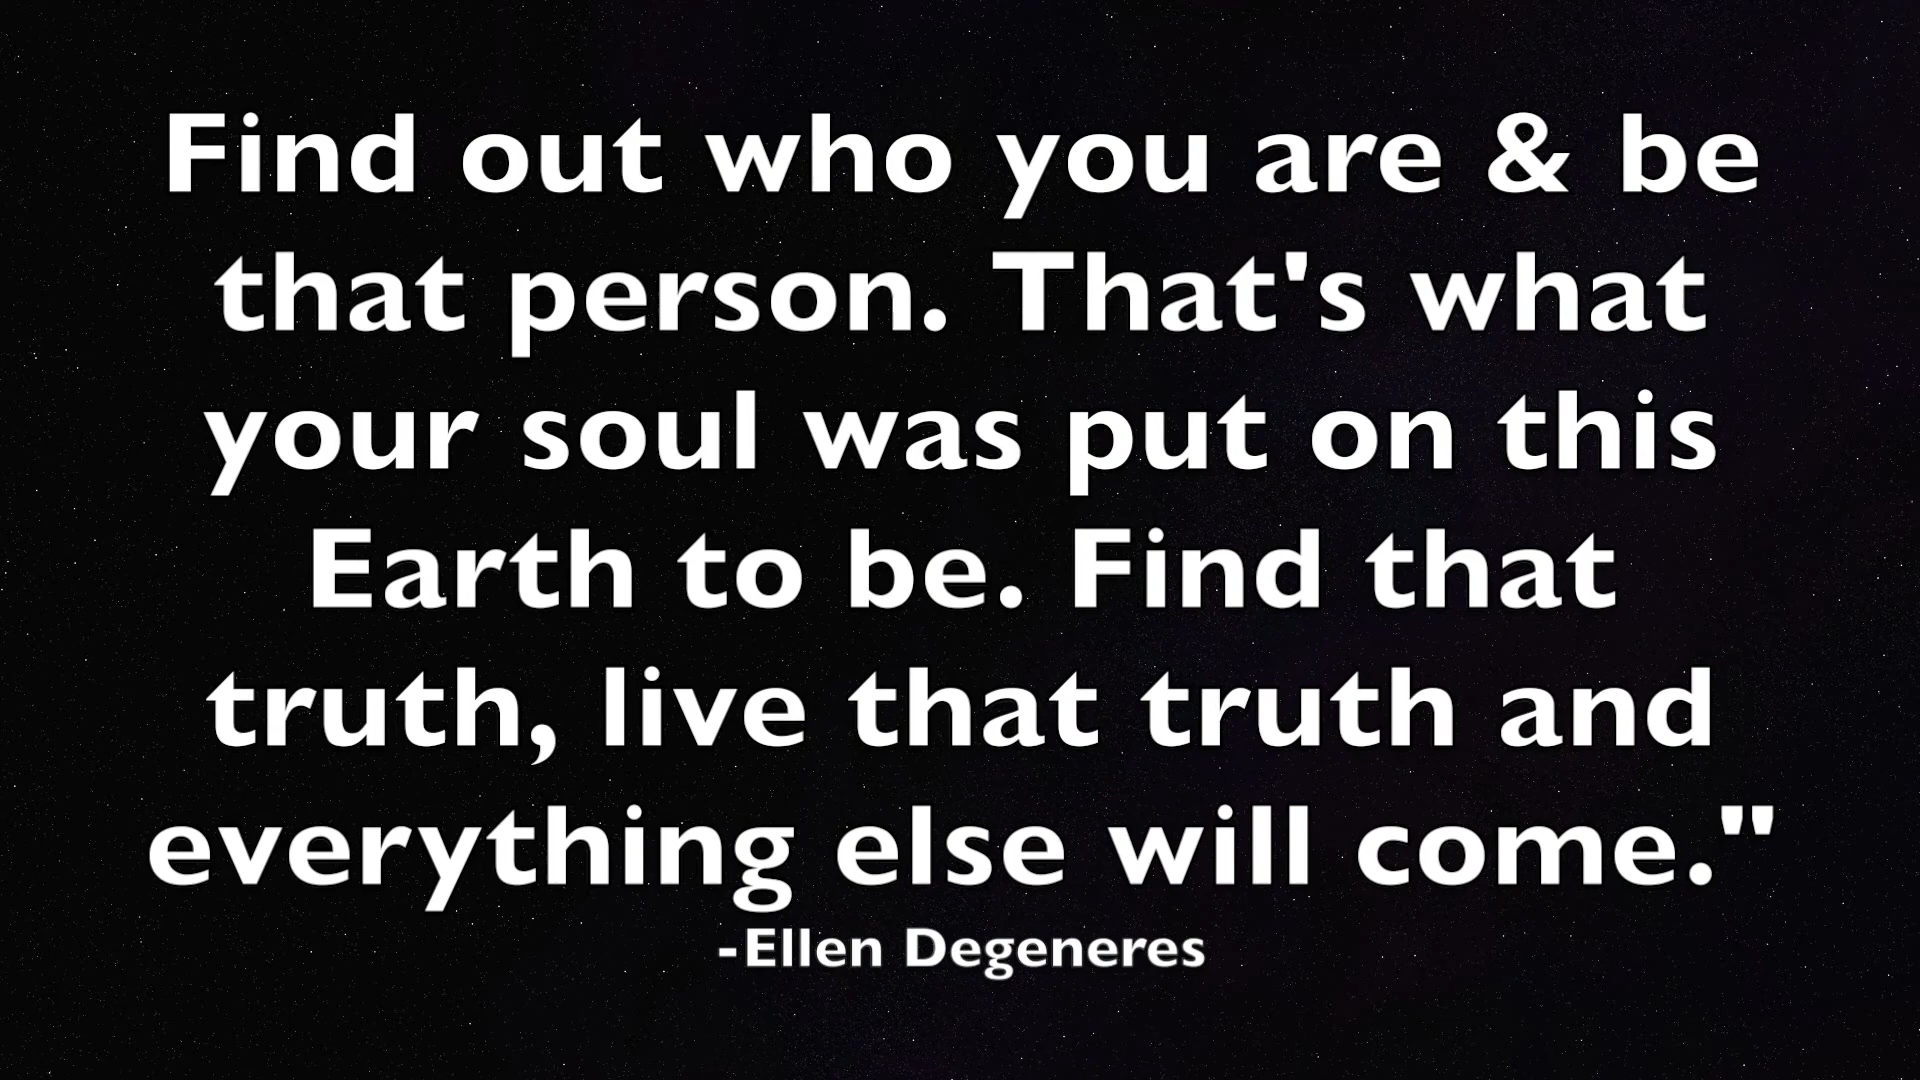 Find out who you are & be
that person. That's what
your soul was put on this
Earth to be. Find that
truth, live that truth and
everything else will come."
-Ellen Degeneres